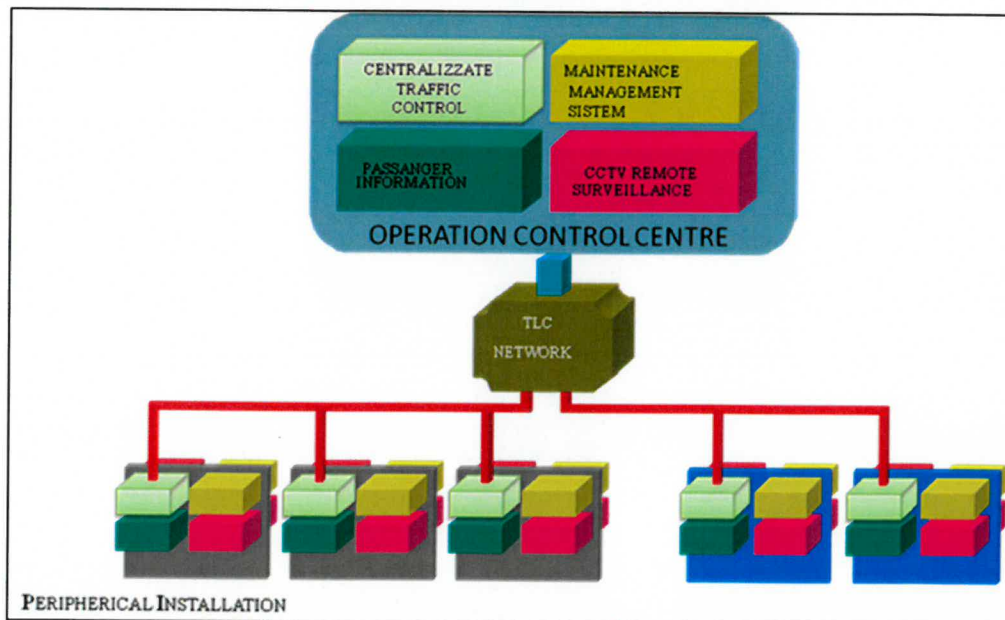 CENTRALIZZATE
TRAFFIC
CONTROL
MAINTENANCE
MANAGEMENT
SISTEM
PASSANGER
INFORMATION
CCTV REMOTE
SURVEILLANCE
OPERATION CONTROL CENTRE
TLC
NETWORK
PERIPHERICAL INSTALLATION